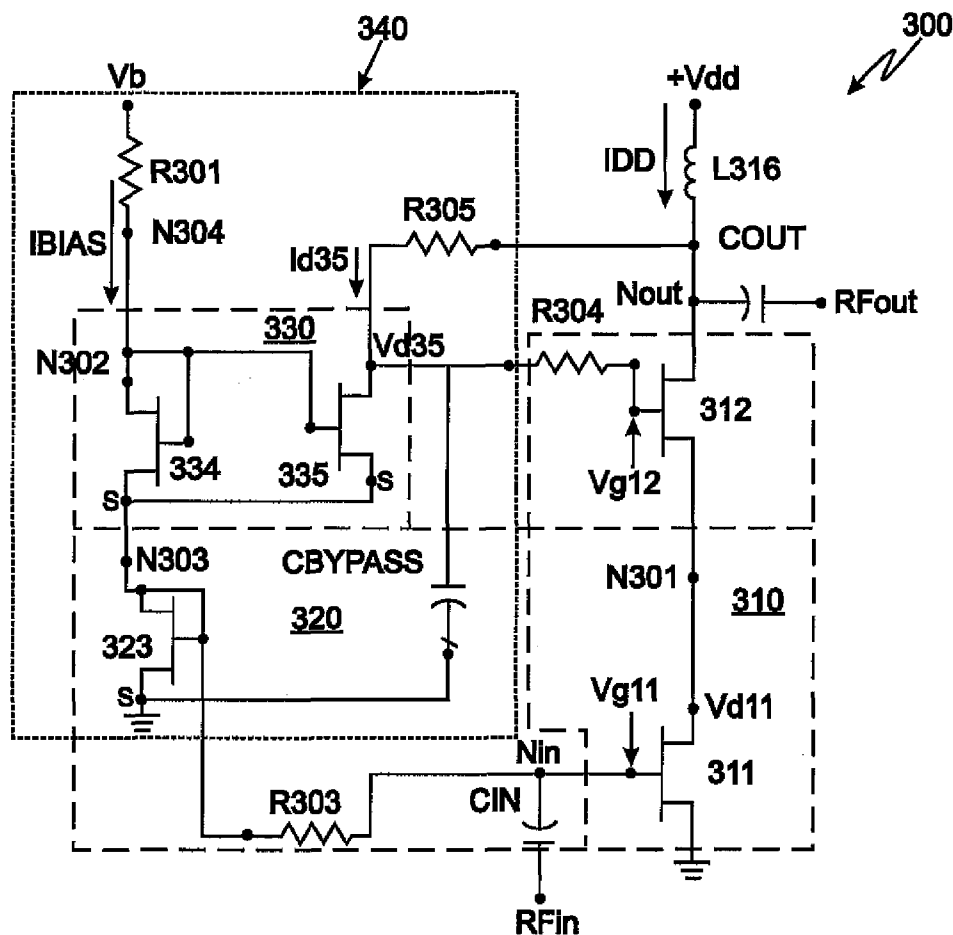 340
300
Vb
+Vdd
R301
IDD
L316
R305
IBIAS
N304
COUT
Id35
Nout
RFout
R304
330
N302
Vd35
312
334
335
S
S
Vg12
N303
CBYPASS
N301
320
310
323
S
Vg11
Vd11
Nin
311
R303
CIN
RFin